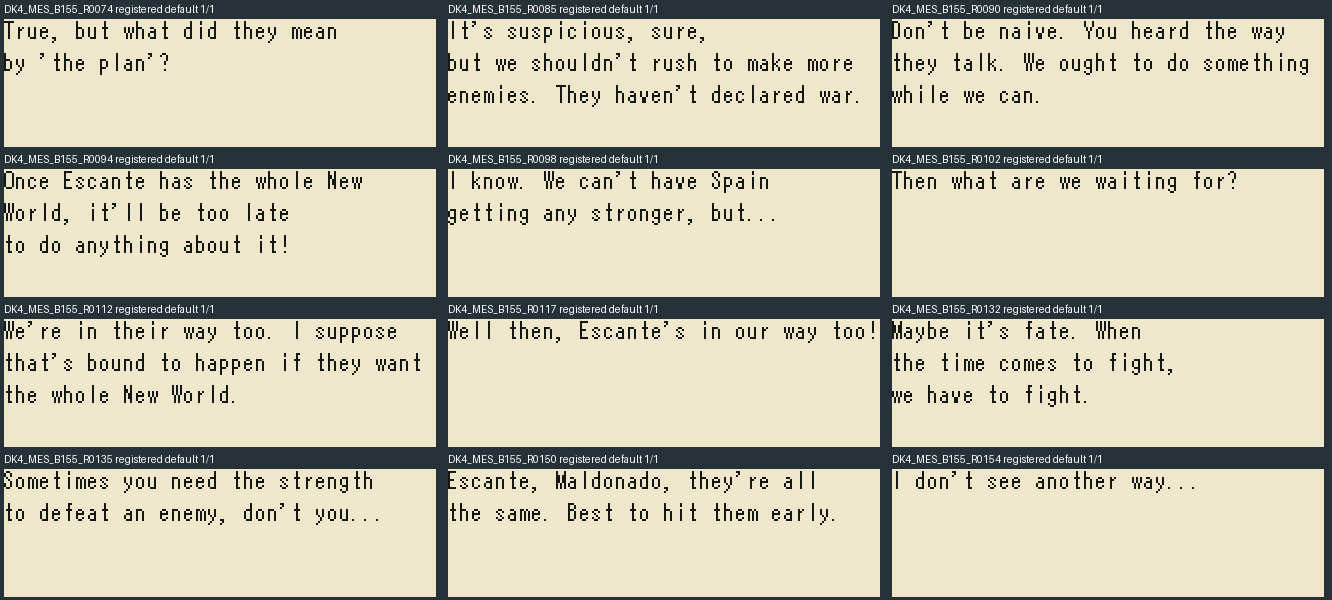 DK4_MES_B155_R0074 registered default 1/1
True, but what did they mean
by 'the plan'?
DK4_MES_B155_R0085 registered default 1/1
It's suspicious, sure,
but we shouldn't rush to make more
enemies. They haven't declared war.
DK4_MES_B155_R0090 registered default 1/1
Don't be naive. You heard the way
they talk. We ought to do something
while we can.
DK4_MES_B155_R0094 registered default 1/1
Once Escante has the whole New
World, it'll be too late
to do anything about it!
DK4_MES_B155_R0098 registered default 1/1
I know. We can't have Spain
getting any stronger, but...
DK4_MES_B155_R0102 registered default 1/1
Then what are we waiting for?
DK4_MES_B155_R0112 registered default 1/1
We're in their way too. I suppose
that's bound to happen if they want
the whole New World.
DK4_MES_B155_R0117 registered default 1/1
Well then, Escante's in our way too!
DK4_MES_B155_R0132 registered default 1/1
Maybe it's fate. When
the time comes to fight,
we have to fight.
DK4_MES_B155_R0135 registered default 1/1
Sometimes you need the strength
to defeat an enemy, don't you...
DK4_MES_B155_R0150 registered default 1/1
Escante, Maldonado, they're all
the same. Best to hit them early.
DK4_MES_B155_R0154 registered default 1/1
I don't see another way...